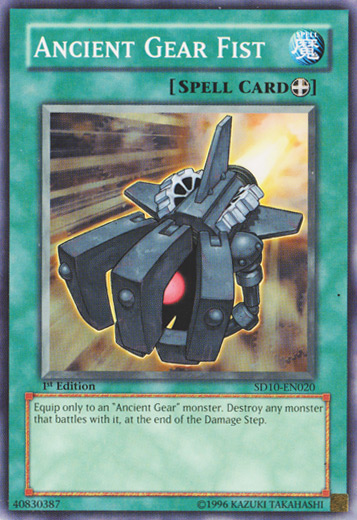 ANCIENT GEAR FIST
SPELL
魔
[SPELL CARD]
1st Edition
SD10-EN020
Equip only to an "Ancient Gear" monster. Destroy any monster
that battles with it, at the end of the Damage Step.
40830387
©1996 KAZUKI TAKAHASHI